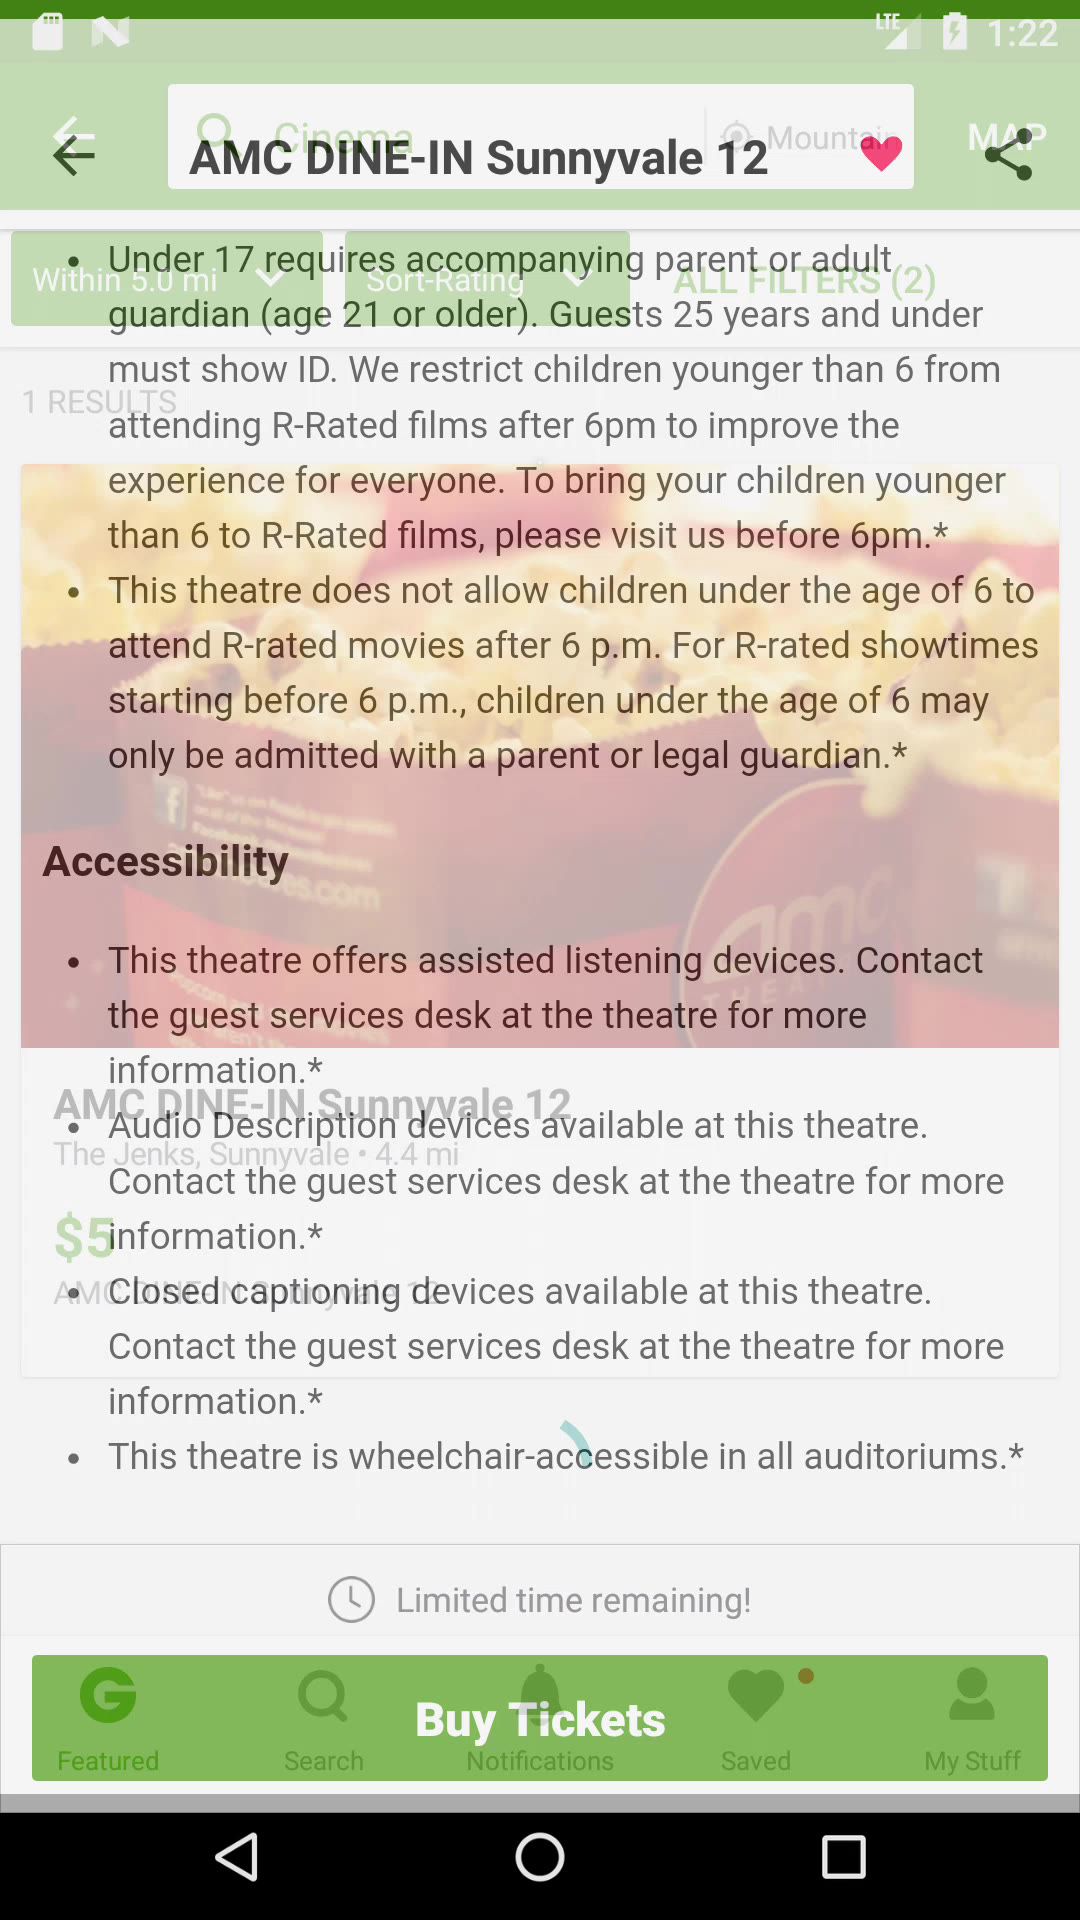 LTE 1:22
Cinema Mountain MAP
AMC DINE-IN Sunnyvale 12
Within 5.0 mi Sort-Rating ALL FILTERS (2)
• Under 17 requires accompanying parent or adult
guardian (age 21 or older). Guests 25 years and under
must show ID. We restrict children younger than 6 from
1 RESULTS
attending R-Rated films after 6pm to improve the
experience for everyone. To bring your children younger
than 6 to R-Rated films, please visit us before 6pm.*
• This theatre does not allow children under the age of 6 to
attend R-rated movies after 6 p.m. For R-rated showtimes
starting before 6 p.m., children under the age of 6 may
only be admitted with a parent or legal guardian.*
Accessibility
amc
THEAT
• This theatre offers assisted listening devices. Contact
the guest services desk at the theatre for more
information.*
AMC DINE-IN Sunnyvale 12
• Audio Description devices available at this theatre.
The Jenks, Sunnyvale • 4.4 mi
Contact the guest services desk at the theatre for more
$5
information.*
AMC DINE-IN Sunnyvale 12
• Closed captioning devices available at this theatre.
Contact the guest services desk at the theatre for more
information.*
• This theatre is wheelchair-accessible in all auditoriums.*
Limited time remaining!
Buy Tickets
Featured Search Notifications Saved My Stuff